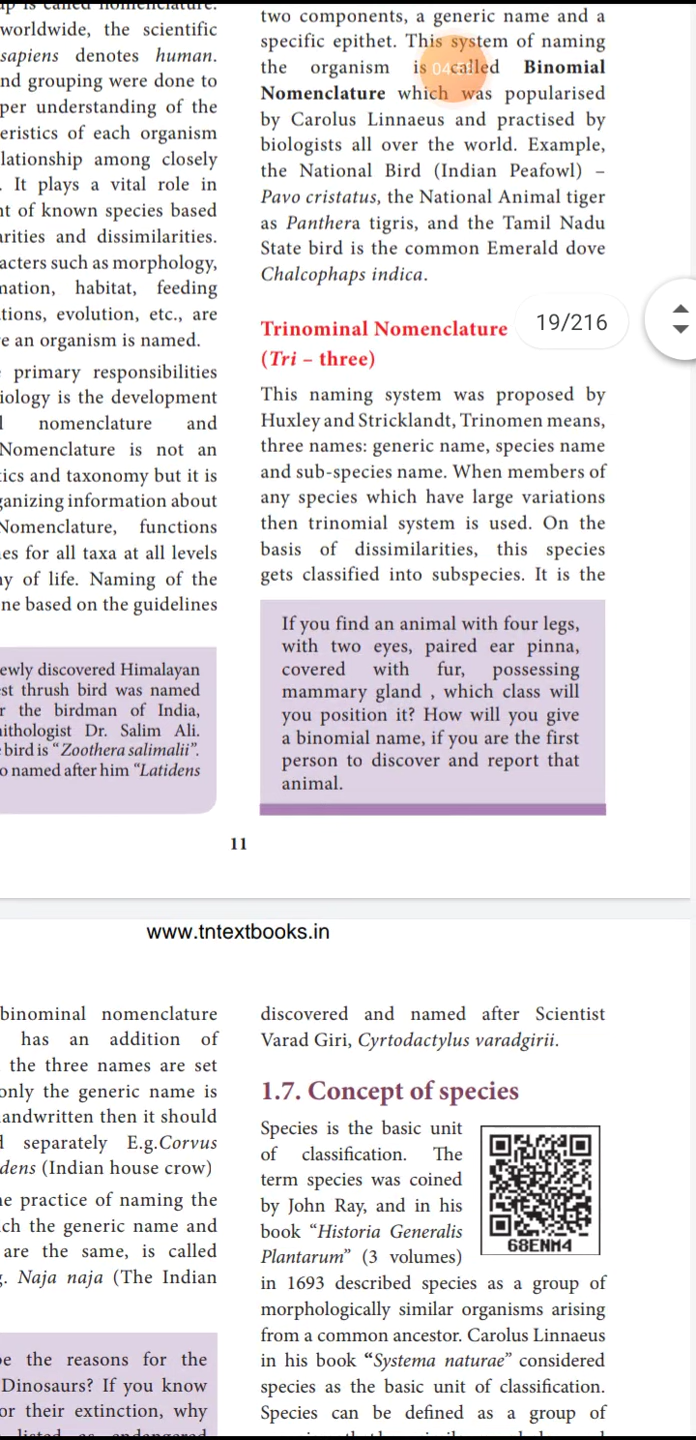 worldwide, the scientific
sapiens denotes human.
nd grouping were done to
per understanding of the
eristics of each organism
lationship among closely
. It plays a vital role in
nt of known species based
arities and dissimilarities.
acters such as morphology,
mation, habitat, feeding
tions, evolution, etc., are
e an organism is named.
primary responsibilities
iology is the development
l nomenclature and
Nomenclature is not an
tics and taxonomy but it is
ganizing information about
Nomenclature, functions
es for all taxa at all levels
y of life. Naming of the
ne based on the guidelines
ewly discovered Himalayan
est thrush bird was named
r the birdman of India,
nithologist Dr. Salim Ali.
bird is "Zoothera salimalii".
o named after him "Latidens
two components, a generic name and a
specific epithet. This system of naming
the organism is called Binomial
Nomenclature which was popularised
by Carolus Linnaeus and practised by
biologists all over the world. Example,
the National Bird (Indian Peafowl) –
Pavo cristatus, the National Animal tiger
as Panthera tigris, and the Tamil Nadu
State bird is the common Emerald dove
Chalcophaps indica.
19/216
Trinominal Nomenclature
(Tri – three)
This naming system was proposed by
Huxley and Stricklandt, Trinomen means,
three names: generic name, species name
and sub-species name. When members of
any species which have large variations
then trinomial system is used. On the
basis of dissimilarities, this species
gets classified into subspecies. It is the
If you find an animal with four legs,
with two eyes, paired ear pinna,
covered with fur, possessing
mammary gland , which class will
you position it? How will you give
a binomial name, if you are the first
person to discover and report that
animal.
11
www.tntextbooks.in
binominal nomenclature
has an addition of
the three names are set
only the generic name is
andwritten then it should
d separately E.g.Corvus
dens (Indian house crow)
he practice of naming the
ch the generic name and
are the same, is called
g. Naja naja (The Indian
be the reasons for the
Dinosaurs? If you know
or their extinction, why
listed as endangered
discovered and named after Scientist
Varad Giri, Cyrtodactylus varadgirii.
1.7. Concept of species
Species is the basic unit
of classification. The
term species was coined
by John Ray, and in his
book "Historia Generalis
Plantarum" (3 volumes)
68ENM4
in 1693 described species as a group of
morphologically similar organisms arising
from a common ancestor. Carolus Linnaeus
in his book "Systema naturae" considered
species as the basic unit of classification.
Species can be defined as a group of